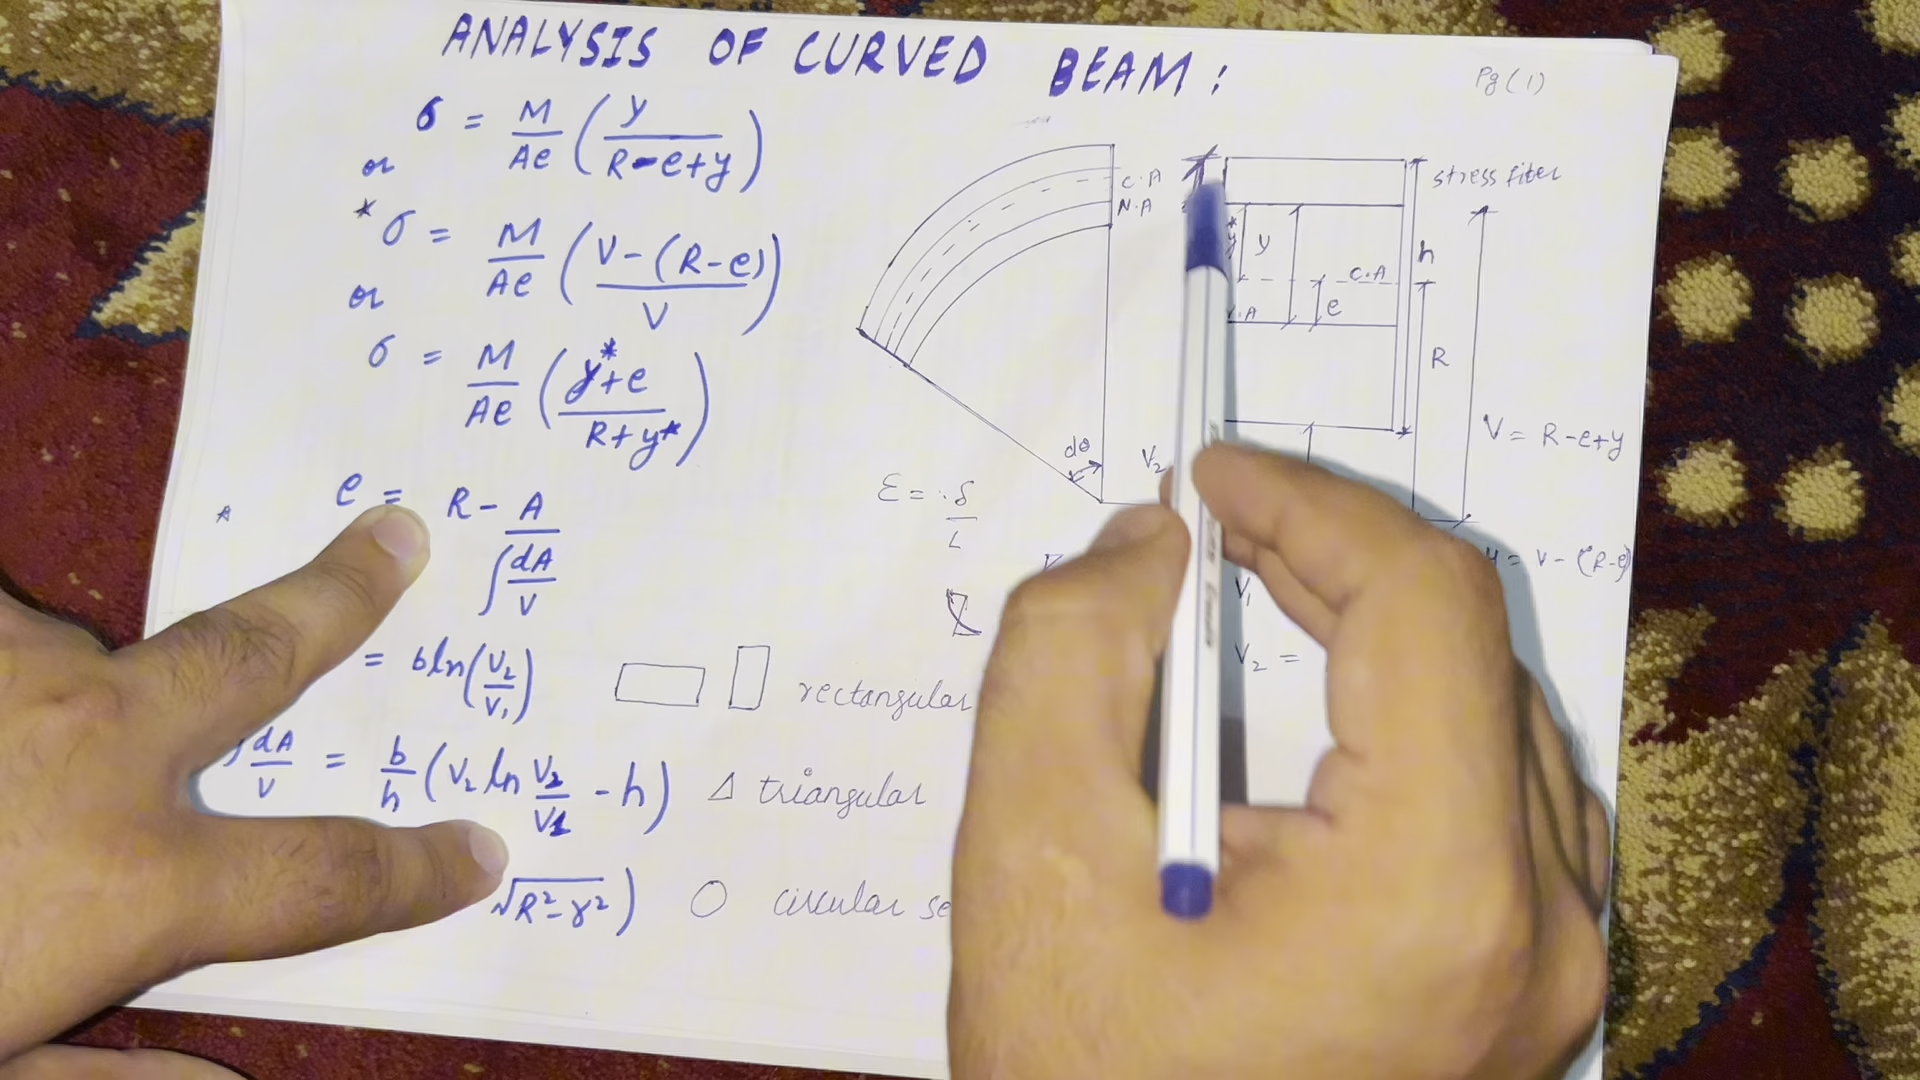 ANALYSIS OF CURVED BEAM :
Pg (1)
σ = M/Ae (y/(R-e+y))
or
* σ = M/Ae ((V-(R-e))/V)
or
σ = M/Ae ((y*+e)/(R+y*))
e = R - A/∫dA/V
= b ln(V2/V1) rectangular
∫dA/V = b/h (V2 ln V2/V1 - h) Δ triangular
√R²-r² ) circular se
C.A
N.A
dθ
ε = δ/L
V2
stress fiber
y*
y
C.A
e
h
R
V = R-e+y
y = V-(R-e)
V1
V2 =